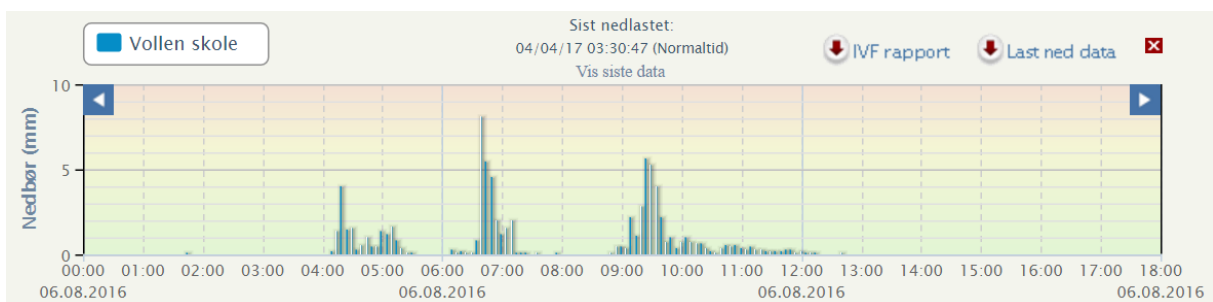 Vollen skole
Sist nedlastet:
04/04/17 03:30:47 (Normaltid)
Vis siste data
IVF rapport
Last ned data
Nedbør (mm)
10
5
0
00:00 01:00 02:00 03:00 04:00 05:00 06:00 07:00 08:00 09:00 10:00 11:00 12:00 13:00 14:00 15:00 16:00 17:00 18:00
06.08.2016 06.08.2016 06.08.2016 06.08.2016